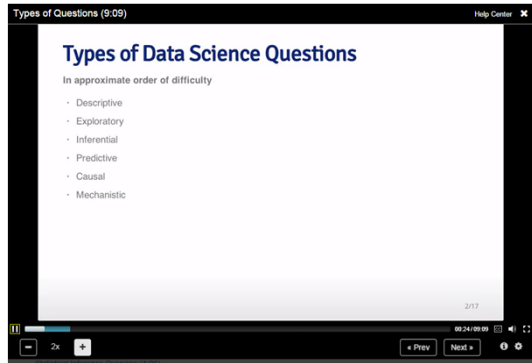 Types of Questions (9:09)
Help Center ✖
Types of Data Science Questions
In approximate order of difficulty
- Descriptive
- Exploratory
- Inferential
- Predictive
- Causal
- Mechanistic
2/17
00:24/09:09
2x
« Prev
Next »